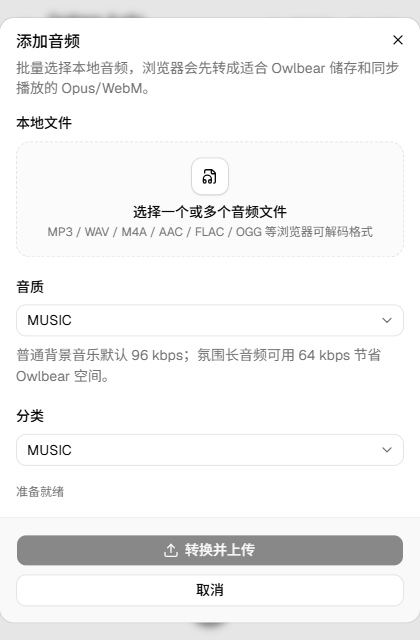 添加音频
批量选择本地音频，浏览器会先转成适合 Owlbear 储存和同步
播放的 Opus/WebM。
本地文件
选择一个或多个音频文件
MP3 / WAV / M4A / AAC / FLAC / OGG 等浏览器可解码格式
音质
MUSIC
普通背景音乐默认 96 kbps；氛围长音频可用 64 kbps 节省
Owlbear 空间。
分类
MUSIC
准备就绪
转换并上传
取消